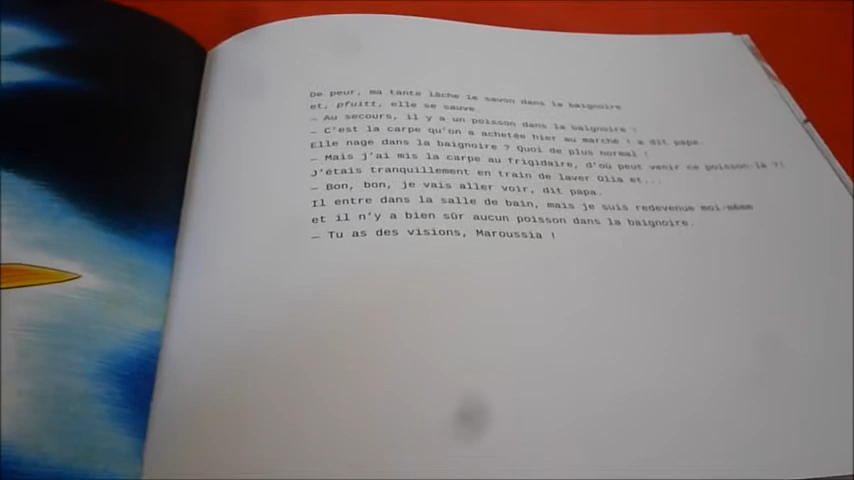 De peur, ma tante lâche le savon dans la baignoire
et, pfuitt, elle se sauve.
— Au secours, il y a un poisson dans la baignoire !
— C'est la carpe qu'on a achetée hier au marché ! a dit papa.
Elle nage dans la baignoire ? Quoi de plus normal !
— Mais j'ai mis la carpe au frigidaire, d'où peut venir ce poisson-là ?!
J'étais tranquillement en train de laver Olia et...
— Bon, bon, je vais aller voir, dit papa.
Il entre dans la salle de bain, mais je suis redevenue moi-même
et il n'y a bien sûr aucun poisson dans la baignoire.
— Tu as des visions, Maroussia !